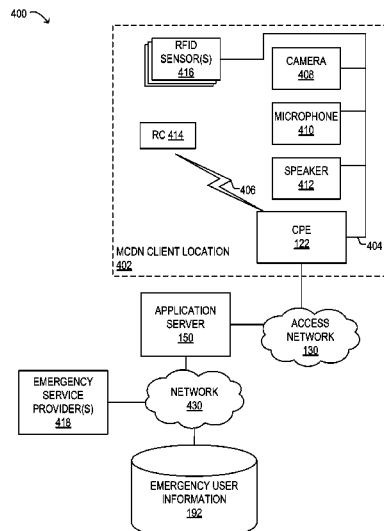 400
RFID
SENSOR(S)
416
CAMERA
408
MICROPHONE
410
RC 414
SPEAKER
412
406
CPE
122
404
MCDN CLIENT LOCATION
402
APPLICATION
SERVER
150
ACCESS
NETWORK
130
EMERGENCY
SERVICE
PROVIDER(S)
418
NETWORK
430
EMERGENCY USER
INFORMATION
192